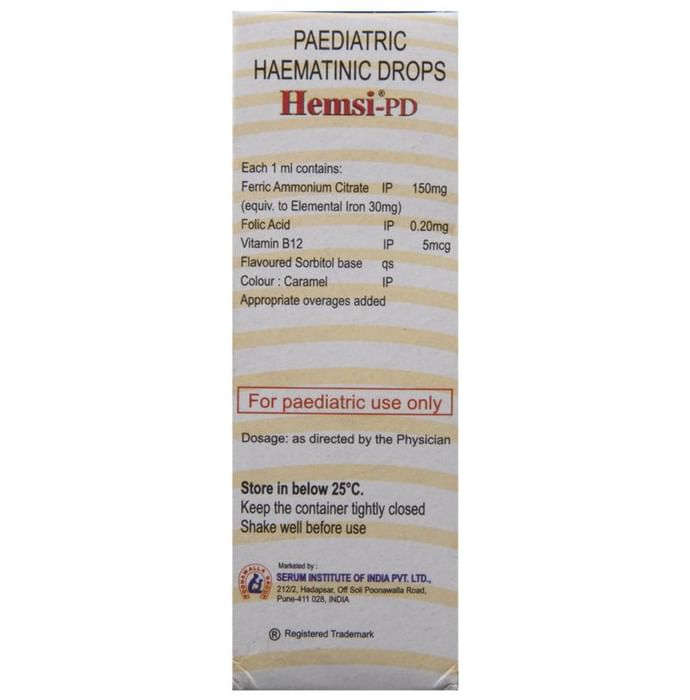 PAEDIATRIC
HAEMATINIC DROPS
Hemsi®-PD
Each 1 ml contains:
Ferric Ammonium Citrate IP 150mg
(equiv. to Elemental Iron 30mg)
Folic Acid IP 0.20mg
Vitamin B12 IP 5mcg
Flavoured Sorbitol base qs
Colour : Caramel IP
Appropriate overages added
For paediatric use only
Dosage: as directed by the Physician
Store in below 25°C.
Keep the container tightly closed
Shake well before use
Marketed by :
SERUM INSTITUTE OF INDIA PVT. LTD.,
212/2, Hadapsar, Off Soli Poonawalla Road,
Pune-411 028, INDIA
POONAWALLA GROUP
® Registered Trademark